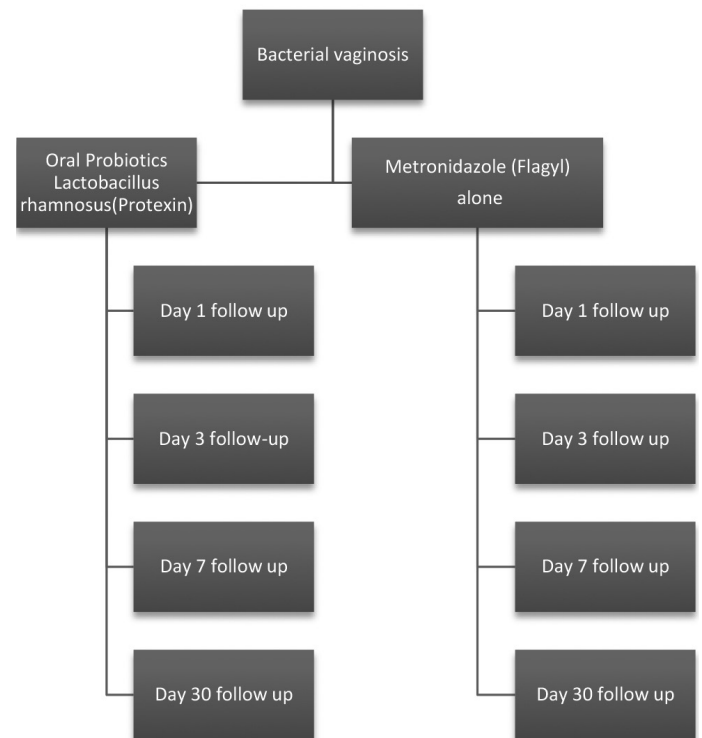 Bacterial vaginosis
Oral Probiotics
Lactobacillus
rhamnosus(Protexin)
Metronidazole (Flagyl)
alone
Day 1 follow up
Day 3 follow-up
Day 7 follow up
Day 30 follow up
Day 1 follow up
Day 3 follow up
Day 7 follow up
Day 30 follow up